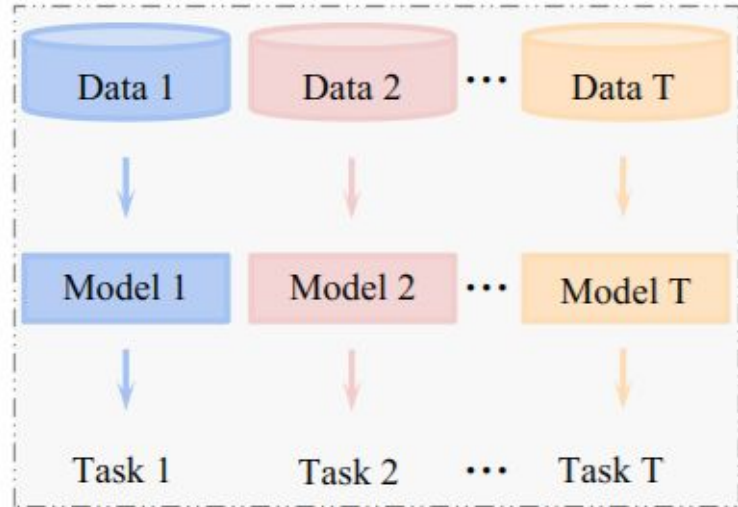 Data 1 Data 2 ··· Data T
Model 1 Model 2 ··· Model T
Task 1 Task 2 ··· Task T